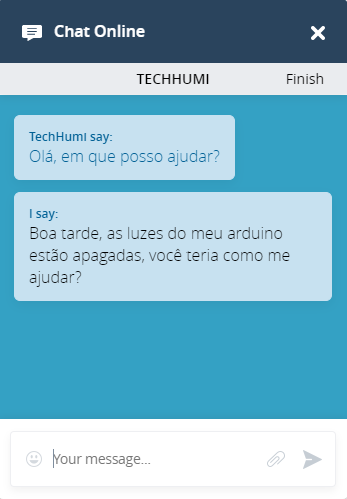 Chat Online
TECHHUMI Finish
TechHumi say:
Olá, em que posso ajudar?
I say:
Boa tarde, as luzes do meu arduino
estão apagadas, você teria como me
ajudar?
Your message...